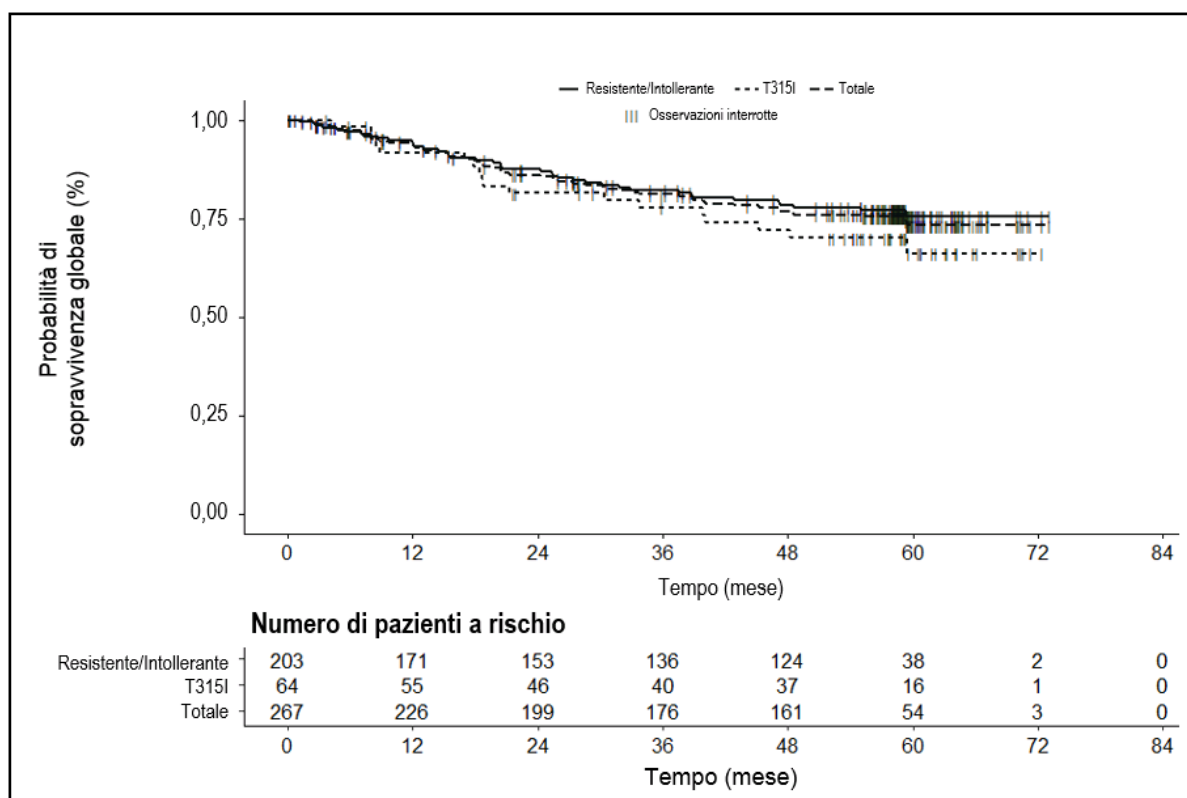 Resistente/Intollerante T315I Totale
Osservazioni interrotte
Probabilità di
sopravvivenza globale (%)
1,00
0,75
0,50
0,25
0,00
0 12 24 36 48 60 72 84
Tempo (mese)
Numero di pazienti a rischio
Resistente/Intollerante 203 171 153 136 124 38 2 0
T315I 64 55 46 40 37 16 1 0
Totale 267 226 199 176 161 54 3 0
0 12 24 36 48 60 72 84
Tempo (mese)